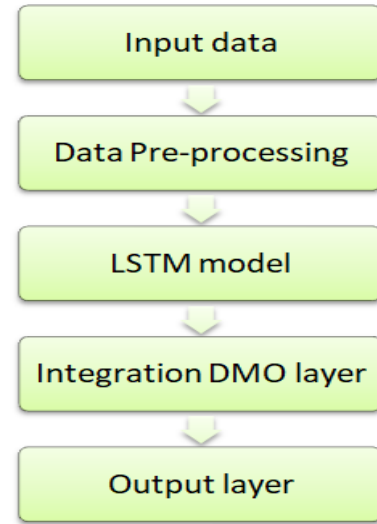 Input data
Data Pre-processing
LSTM model
Integration DMO layer
Output layer